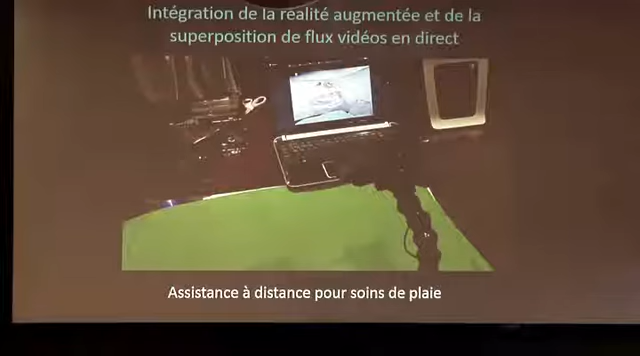 Intégration de la réalité augmentée et de la
superposition de flux vidéos en direct
Assistance à distance pour soins de plaie